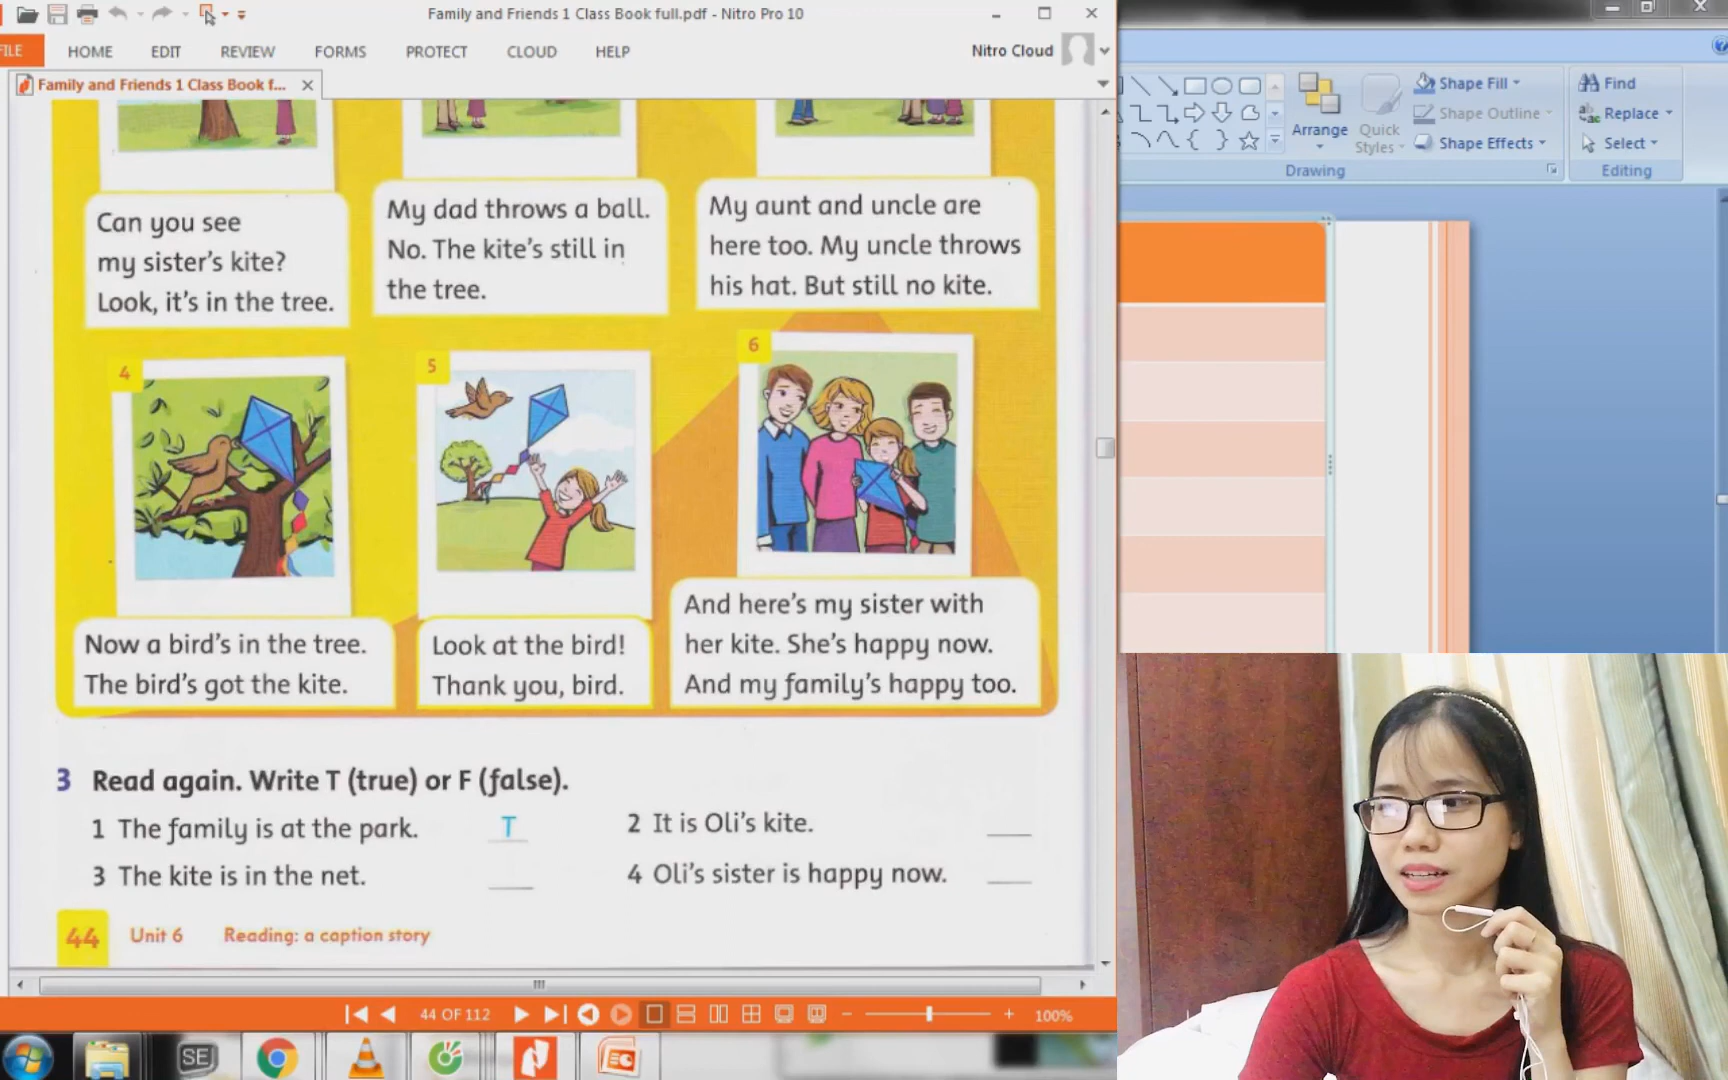 Family and Friends 1 Class Book full.pdf - Nitro Pro 10
FILE
HOME
EDIT
REVIEW
FORMS
PROTECT
CLOUD
HELP
Nitro Cloud
Family and Friends 1 Class Book f...
Shape Fill
Shape Outline
Shape Effects
Arrange
Quick
Styles
Drawing
Find
Replace
Select
Editing
Can you see
my sister's kite?
Look, it's in the tree.
My dad throws a ball.
No. The kite's still in
the tree.
My aunt and uncle are
here too. My uncle throws
his hat. But still no kite.
4
5
6
Now a bird's in the tree.
The bird's got the kite.
Look at the bird!
Thank you, bird.
And here's my sister with
her kite. She's happy now.
And my family's happy too.
3 Read again. Write T (true) or F (false).
1 The family is at the park. T
2 It is Oli's kite.
3 The kite is in the net.
4 Oli's sister is happy now.
44 Unit 6 Reading: a caption story
44 OF 112
100%
SE